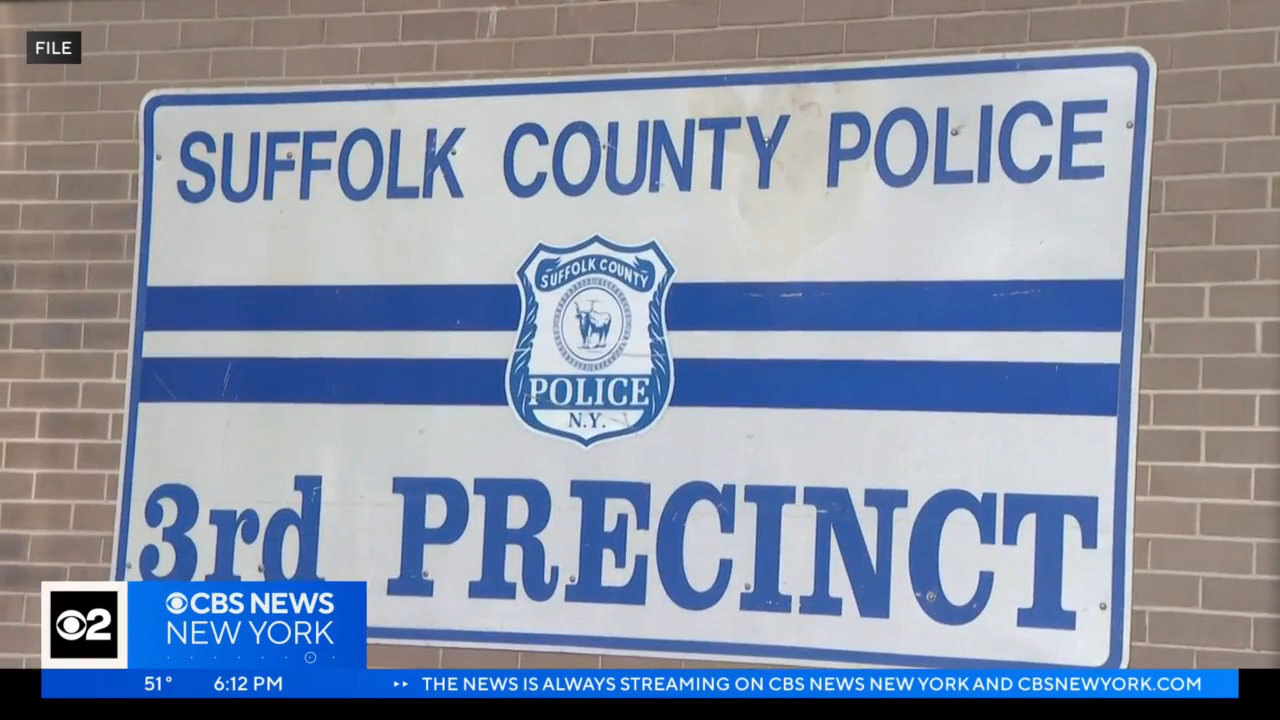 FILE
SUFFOLK COUNTY POLICE
SUFFOLK COUNTY
POLICE
N.Y.
3rd PRECINCT
2
CBS NEWS
NEW YORK
51° 6:12 PM THE NEWS IS ALWAYS STREAMING ON CBS NEWS NEW YORK AND CBSNEWYORK.COM